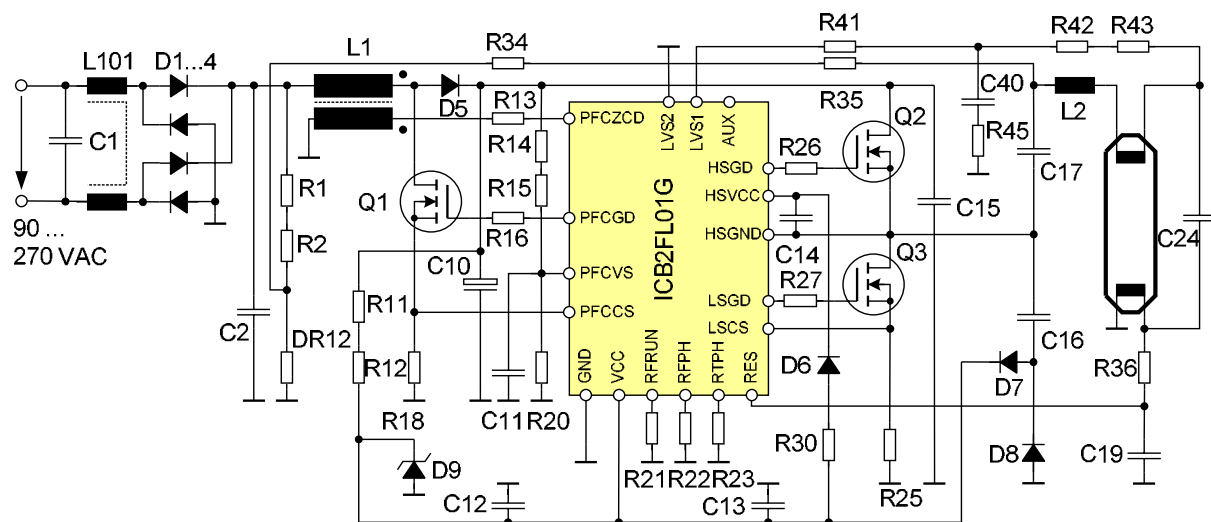 R41
R42
R43
R34
L1
L101
D1...4
D5
R13
C1
R14
R15
R16
R1
R2
Q1
C10
R11
R12
C2
DR12
R18
C11
R20
90 ...
270 VAC
PFCZCD
PFCGD
PFCVS
PFCCS
LVS2
LVS1
AUX
ICB2FL01G
HSGD
HSVCC
HSGND
LSGD
LSCS
GND
VCC
RFRUN
RFPH
RTPH
RES
R35
Q2
R26
C14
R27
Q3
C15
C40
R45
L2
C17
C24
C16
D6
D7
R36
R30
D8
C19
R25
R21
R22
R23
D9
C12
C13